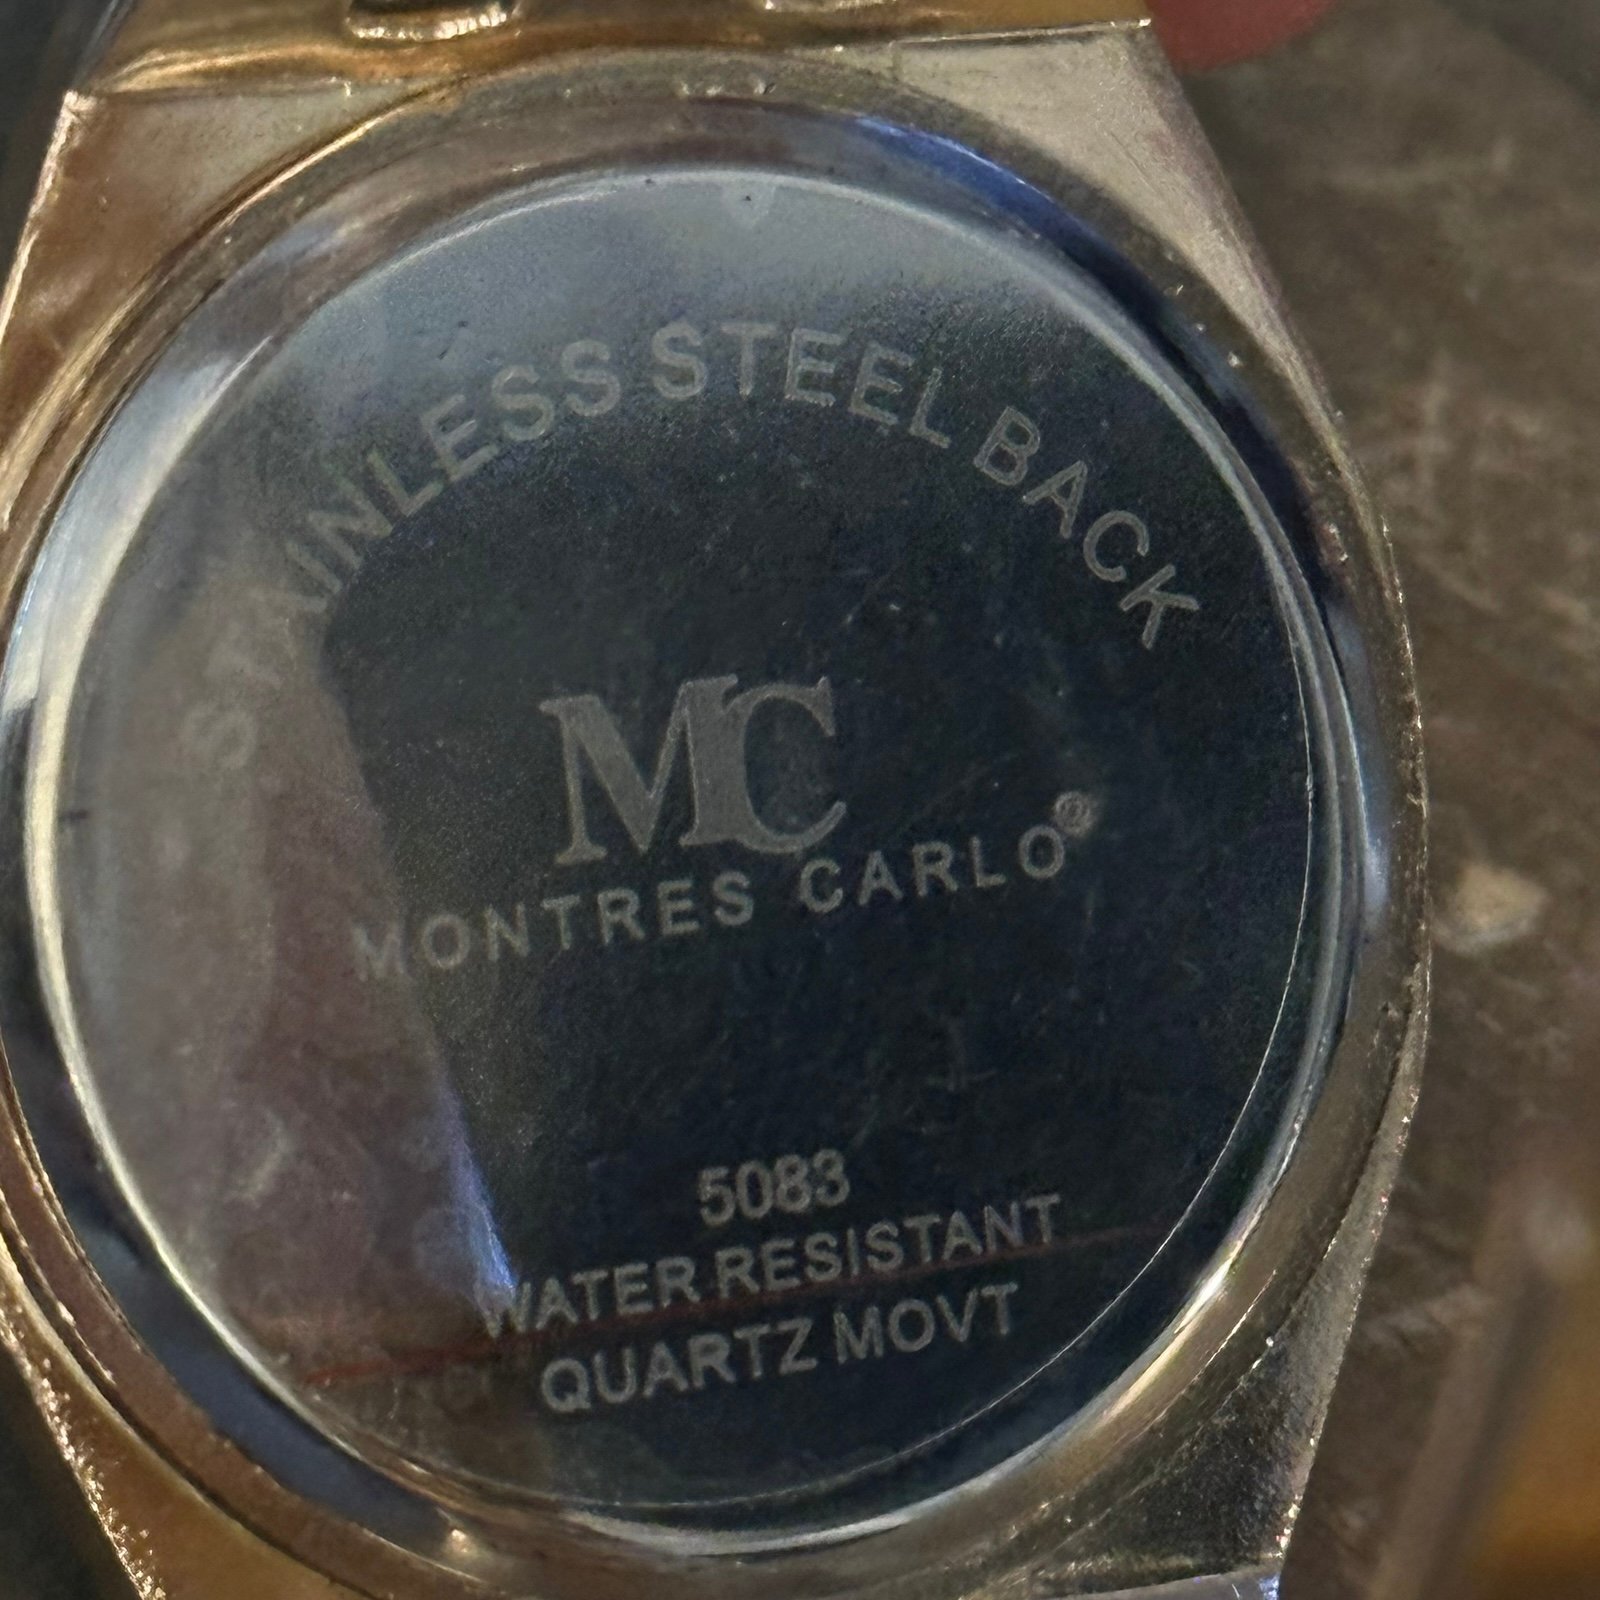 STAINLESS STEEL BACK
MC
MONTRES CARLO®
5083
WATER RESISTANT
QUARTZ MOVT